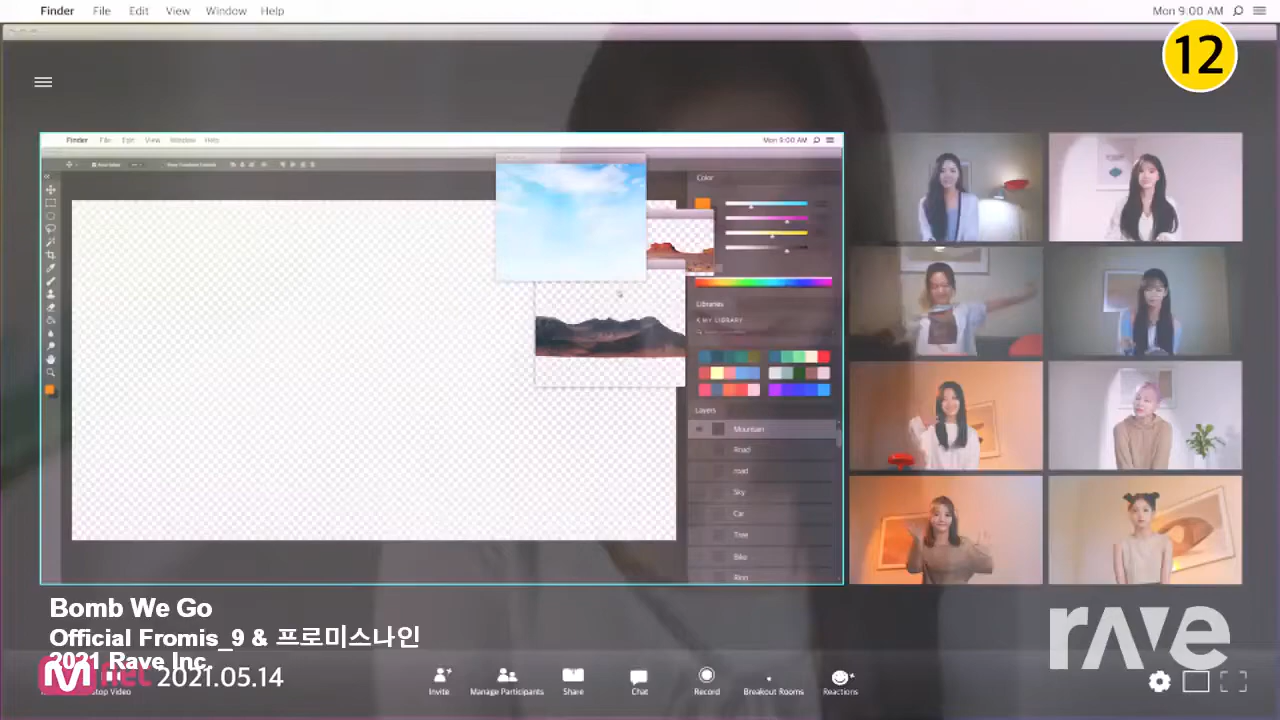 Finder File Edit View Window Help
Mon 9:00 AM
12
Finder File Edit View Window Help
Mon 9:00 AM
Color
Libraries
MY LIBRARY
Layers
Mountain
Road
road
Sky
Car
Tree
Bike
Bomb We Go
Official Fromis_9 & 프로미스나인
2021 Rave Inc.
rave
Mnet 2021.05.14
Stop Video
Invite
Manage Participants
Share
Chat
Record
Breakout Rooms
Reactions